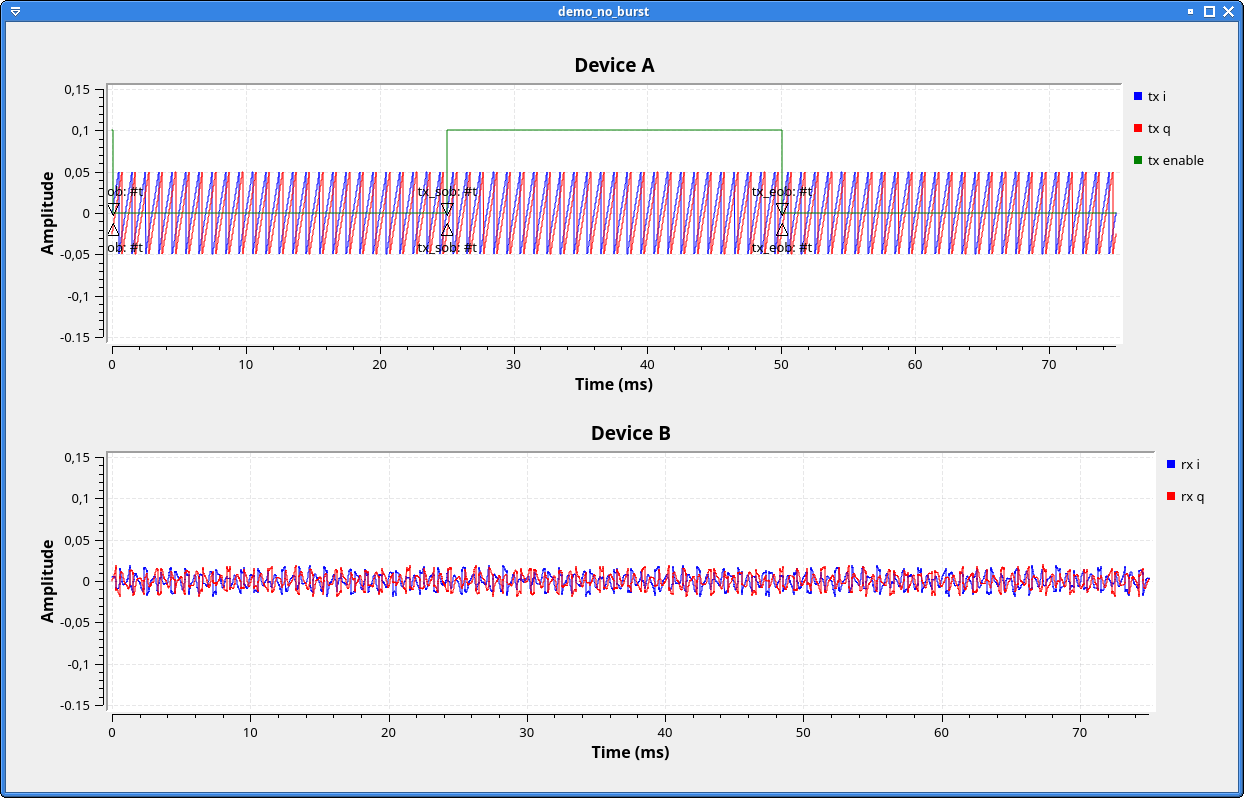 demo_no_burst
Device A
tx i
tx q
tx enable
Amplitude
0,15
0,1
0,05
0
-0,05
-0,1
-0.15
ob: #t
tx_sob: #t
tx_eob: #t
ob: #t
tx_sob: #t
tx_eob: #t
0 10 20 30 40 50 60 70
Time (ms)
Device B
rx i
rx q
Amplitude
0,15
0,1
0,05
0
-0,05
-0,1
-0.15
0 10 20 30 40 50 60 70
Time (ms)